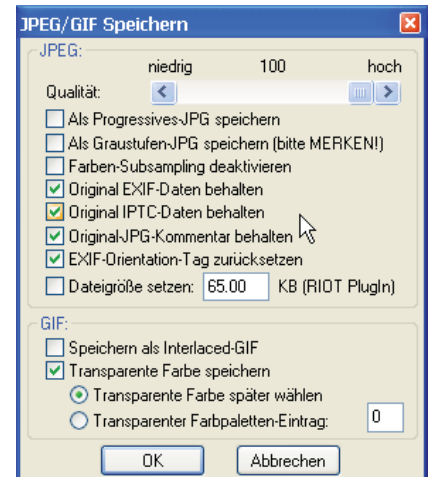 JPEG/GIF Speichern
JPEG:
niedrig 100 hoch
Qualität:
Als Progressives-JPG speichern
Als Graustufen-JPG speichern (bitte MERKEN!)
Farben-Subsampling deaktivieren
Original EXIF-Daten behalten
Original IPTC-Daten behalten
Original-JPG-Kommentar behalten
EXIF-Orientation-Tag zurücksetzen
Dateigröße setzen: 65.00 KB (RIOT PlugIn)
GIF:
Speichern als Interlaced-GIF
Transparente Farbe speichern
Transparente Farbe später wählen
Transparenter Farbpaletten-Eintrag: 0
OK Abbrechen